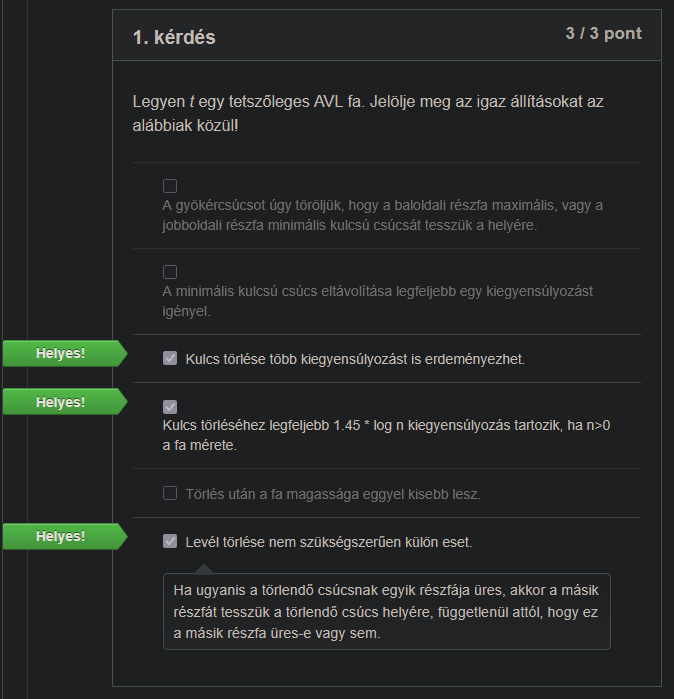 1. kérdés
3 / 3 pont
Legyen t egy tetszőleges AVL fa. Jelölje meg az igaz állításokat az
alábbiak közül!
A gyökércsúcsot úgy töröljük, hogy a baloldali részfa maximális, vagy a
jobboldali részfa minimális kulcsú csúcsát tesszük a helyére.
A minimális kulcsú csúcs eltávolítása legfeljebb egy kiegyensúlyozást
igényel.
Helyes!
Kulcs törlése több kiegyensúlyozást is erdeményezhet.
Helyes!
Kulcs törléséhez legfeljebb 1.45 * log n kiegyensúlyozás tartozik, ha n>0
a fa mérete.
Törlés után a fa magassága eggyel kisebb lesz.
Helyes!
Levél törlése nem szükségszerűen külön eset.
Ha ugyanis a törlendő csúcsnak egyik részfája üres, akkor a másik
részfát tesszük a törlendő csúcs helyére, függetlenül attól, hogy ez
a másik részfa üres-e vagy sem.